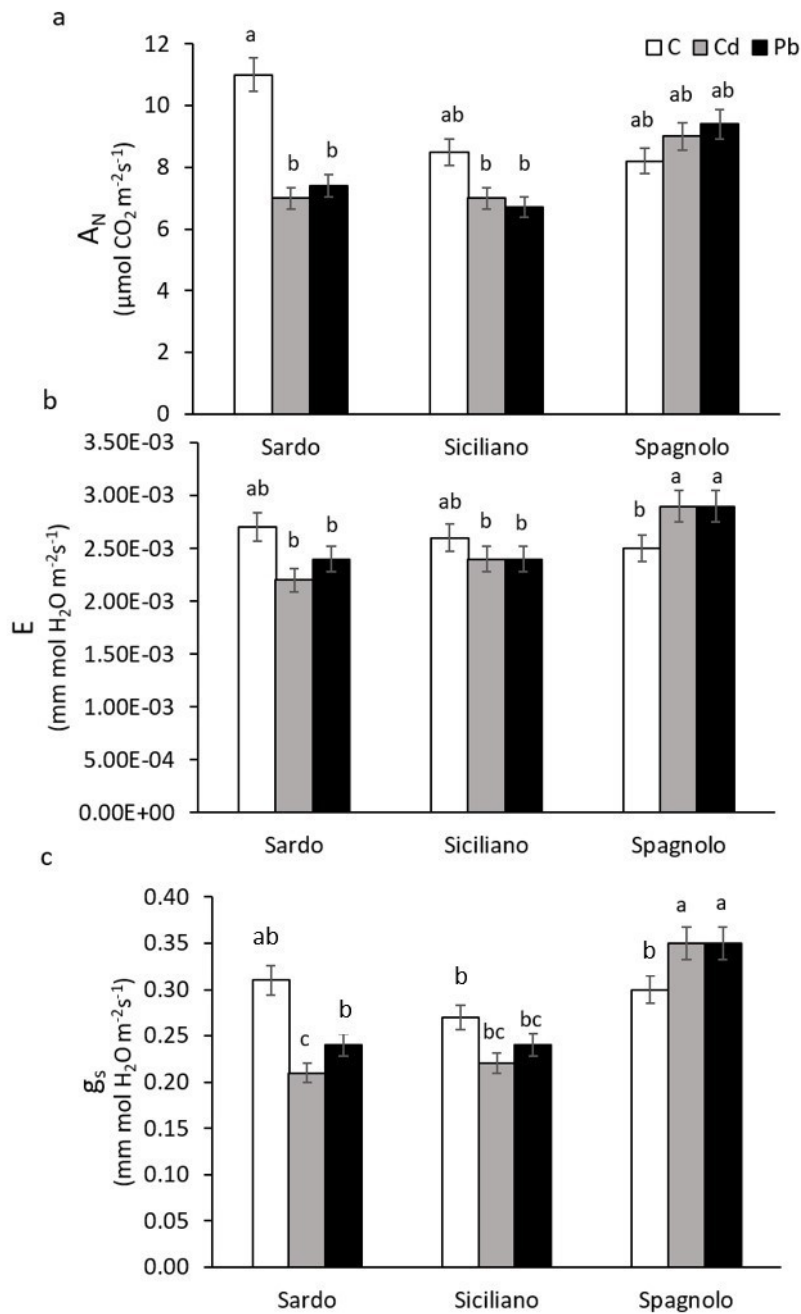 a
12
10
8
6
4
2
0
A_N
(μmol CO₂ m⁻²s⁻¹)
C Cd Pb
a
b b
ab
b b
ab ab ab
Sardo Siciliano Spagnolo
b
3.50E-03
3.00E-03
2.50E-03
2.00E-03
1.50E-03
1.00E-03
5.00E-04
0.00E+00
E
(mm mol H₂O m⁻²s⁻¹)
ab b b
ab b b
b a a
Sardo Siciliano Spagnolo
c
0.40
0.35
0.30
0.25
0.20
0.15
0.10
0.05
0.00
gₛ
(mm mol H₂O m⁻²s⁻¹)
ab c b
b bc bc
b a a
Sardo Siciliano Spagnolo